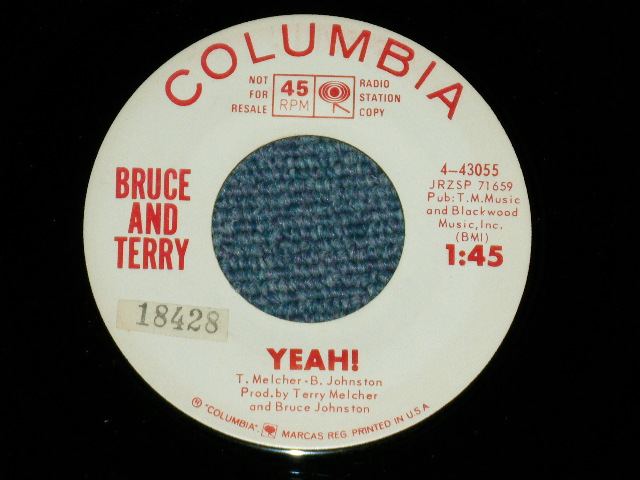 COLUMBIA
NOT
FOR
RESALE
45
RPM
RADIO
STATION
COPY
BRUCE
AND
TERRY
4-43055
JRZSP 71659
Pub: T.M. Music
and Blackwood
Music, Inc.
(BMI)
1:45
18428
YEAH!
T. Melcher - B. Johnston
Prod. by Terry Melcher
and Bruce Johnston
® "COLUMBIA". MARCAS REG. PRINTED IN U.S.A